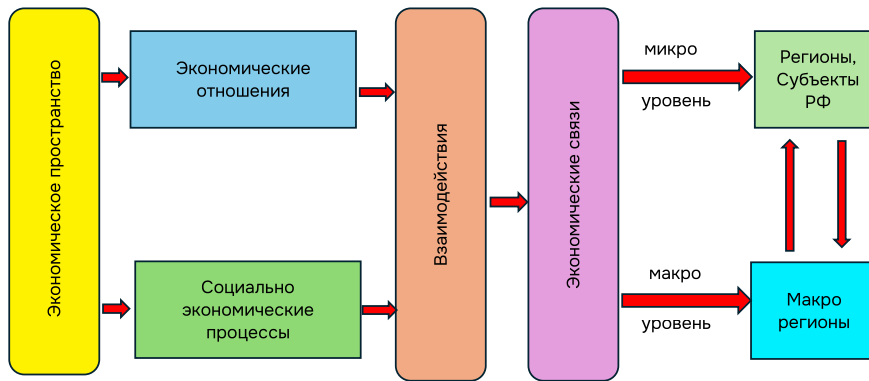 Экономическое пространство
Экономические
отношения
Социально
экономические
процессы
Взаимодействия
Экономические связи
микро
уровень
макро
уровень
Регионы,
Субъекты
РФ
Макро
регионы